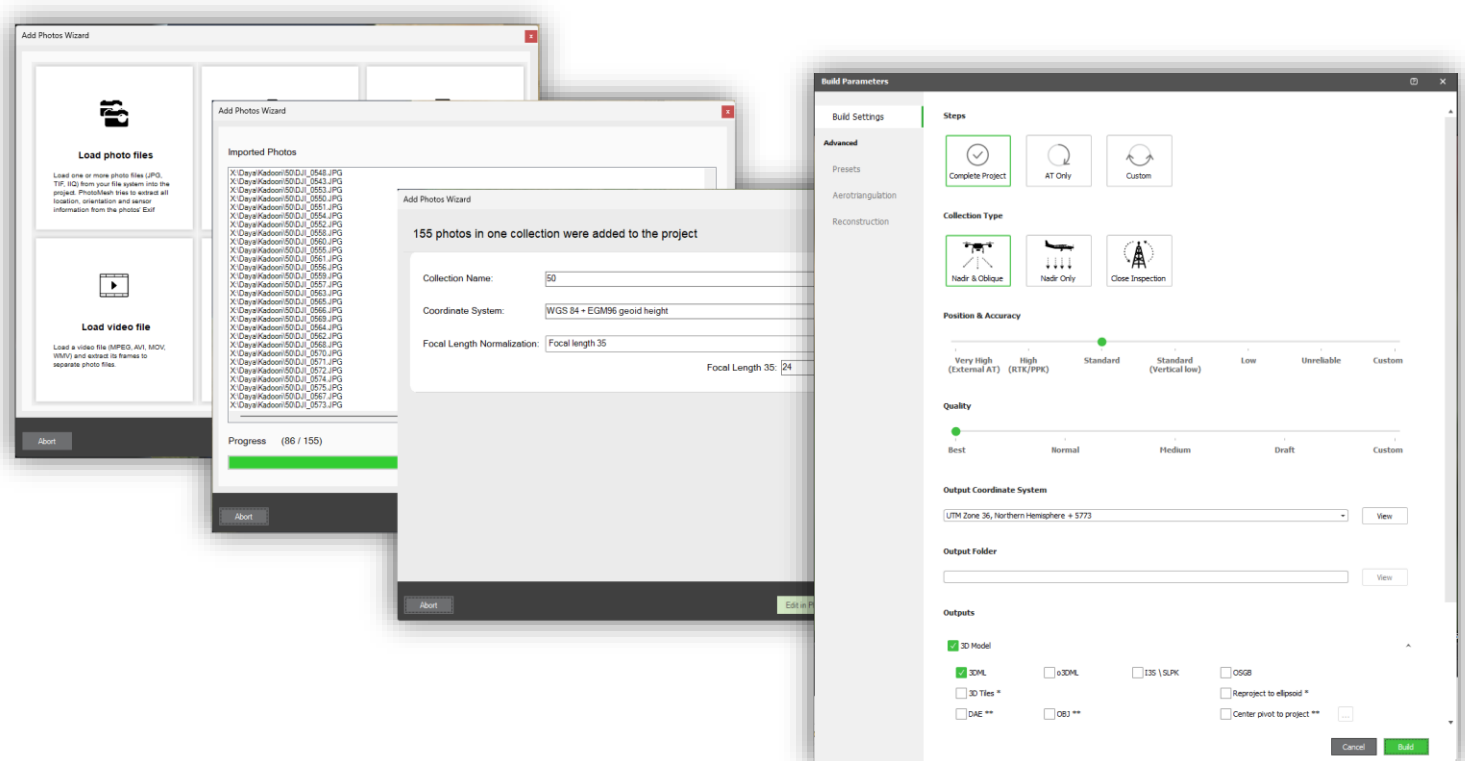 Add Photos Wizard
x
Load photo files
Load one or more photo files (JPG,
TIF, IIQ) from your file system into the
project. PhotoMesh tries to extract all
location, orientation and sensor
information from the photos' Exif
Load video file
Load a video file (MPEG, AVI, MOV,
WMV) and extract its frames to
separate photo files.
Abort
Add Photos Wizard
x
Imported Photos
X:\Daya\Kadoori\50\DJI_0548.JPG
X:\Daya\Kadoori\50\DJI_0543.JPG
X:\Daya\Kadoori\50\DJI_0553.JPG
X:\Daya\Kadoori\50\DJI_0550.JPG
X:\Daya\Kadoori\50\DJI_0551.JPG
X:\Daya\Kadoori\50\DJI_0554.JPG
X:\Daya\Kadoori\50\DJI_0552.JPG
X:\Daya\Kadoori\50\DJI_0558.JPG
X:\Daya\Kadoori\50\DJI_0560.JPG
X:\Daya\Kadoori\50\DJI_0555.JPG
X:\Daya\Kadoori\50\DJI_0561.JPG
X:\Daya\Kadoori\50\DJI_0556.JPG
X:\Daya\Kadoori\50\DJI_0559.JPG
X:\Daya\Kadoori\50\DJI_0557.JPG
X:\Daya\Kadoori\50\DJI_0563.JPG
X:\Daya\Kadoori\50\DJI_0565.JPG
X:\Daya\Kadoori\50\DJI_0566.JPG
X:\Daya\Kadoori\50\DJI_0569.JPG
X:\Daya\Kadoori\50\DJI_0564.JPG
X:\Daya\Kadoori\50\DJI_0562.JPG
X:\Daya\Kadoori\50\DJI_0568.JPG
X:\Daya\Kadoori\50\DJI_0570.JPG
X:\Daya\Kadoori\50\DJI_0571.JPG
X:\Daya\Kadoori\50\DJI_0572.JPG
X:\Daya\Kadoori\50\DJI_0574.JPG
X:\Daya\Kadoori\50\DJI_0575.JPG
X:\Daya\Kadoori\50\DJI_0567.JPG
X:\Daya\Kadoori\50\DJI_0573.JPG
Progress (86 / 155)
Abort
Add Photos Wizard
155 photos in one collection were added to the project
Collection Name: 50
Coordinate System: WGS 84 + EGM96 geoid height
Focal Length Normalization: Focal length 35
Focal Length 35: 24
Abort
Edit in
Build Parameters
Build Settings
Advanced
Presets
Aerotriangulation
Reconstruction
Steps
Complete Project AT Only Custom
Collection Type
Nadir & Oblique Nadir Only Close Inspection
Position & Accuracy
Very High High Standard Standard Low Unreliable Custom
(External AT) (RTK/PPK) (Vertical low)
Quality
Best Normal Medium Draft Custom
Output Coordinate System
UTM Zone 36, Northern Hemisphere + 5773 View
Output Folder
View
Outputs
3D Model
3DML o3DML I3S \ SLPK OSGB
3D Tiles * Reproject to ellipsoid *
DAE ** OBJ ** Center pivot to project ** ...
Cancel Build